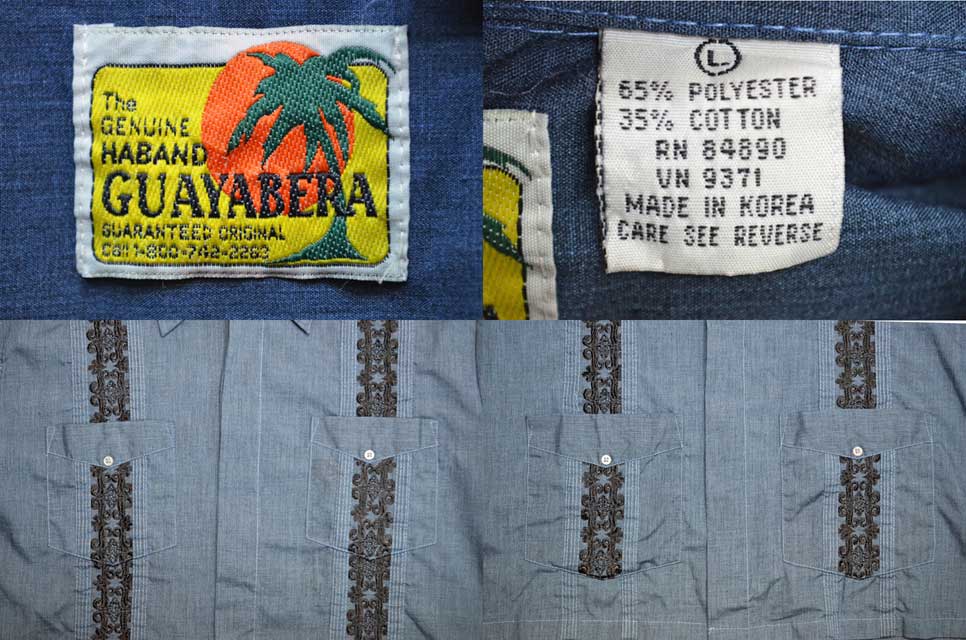 The
GENUINE
HABAND
GUAYABERA
GUARANTEED ORIGINAL
Call 1-800-742-2263
L
65% POLYESTER
35% COTTON
RN 84890
VN 9371
MADE IN KOREA
CARE SEE REVERSE